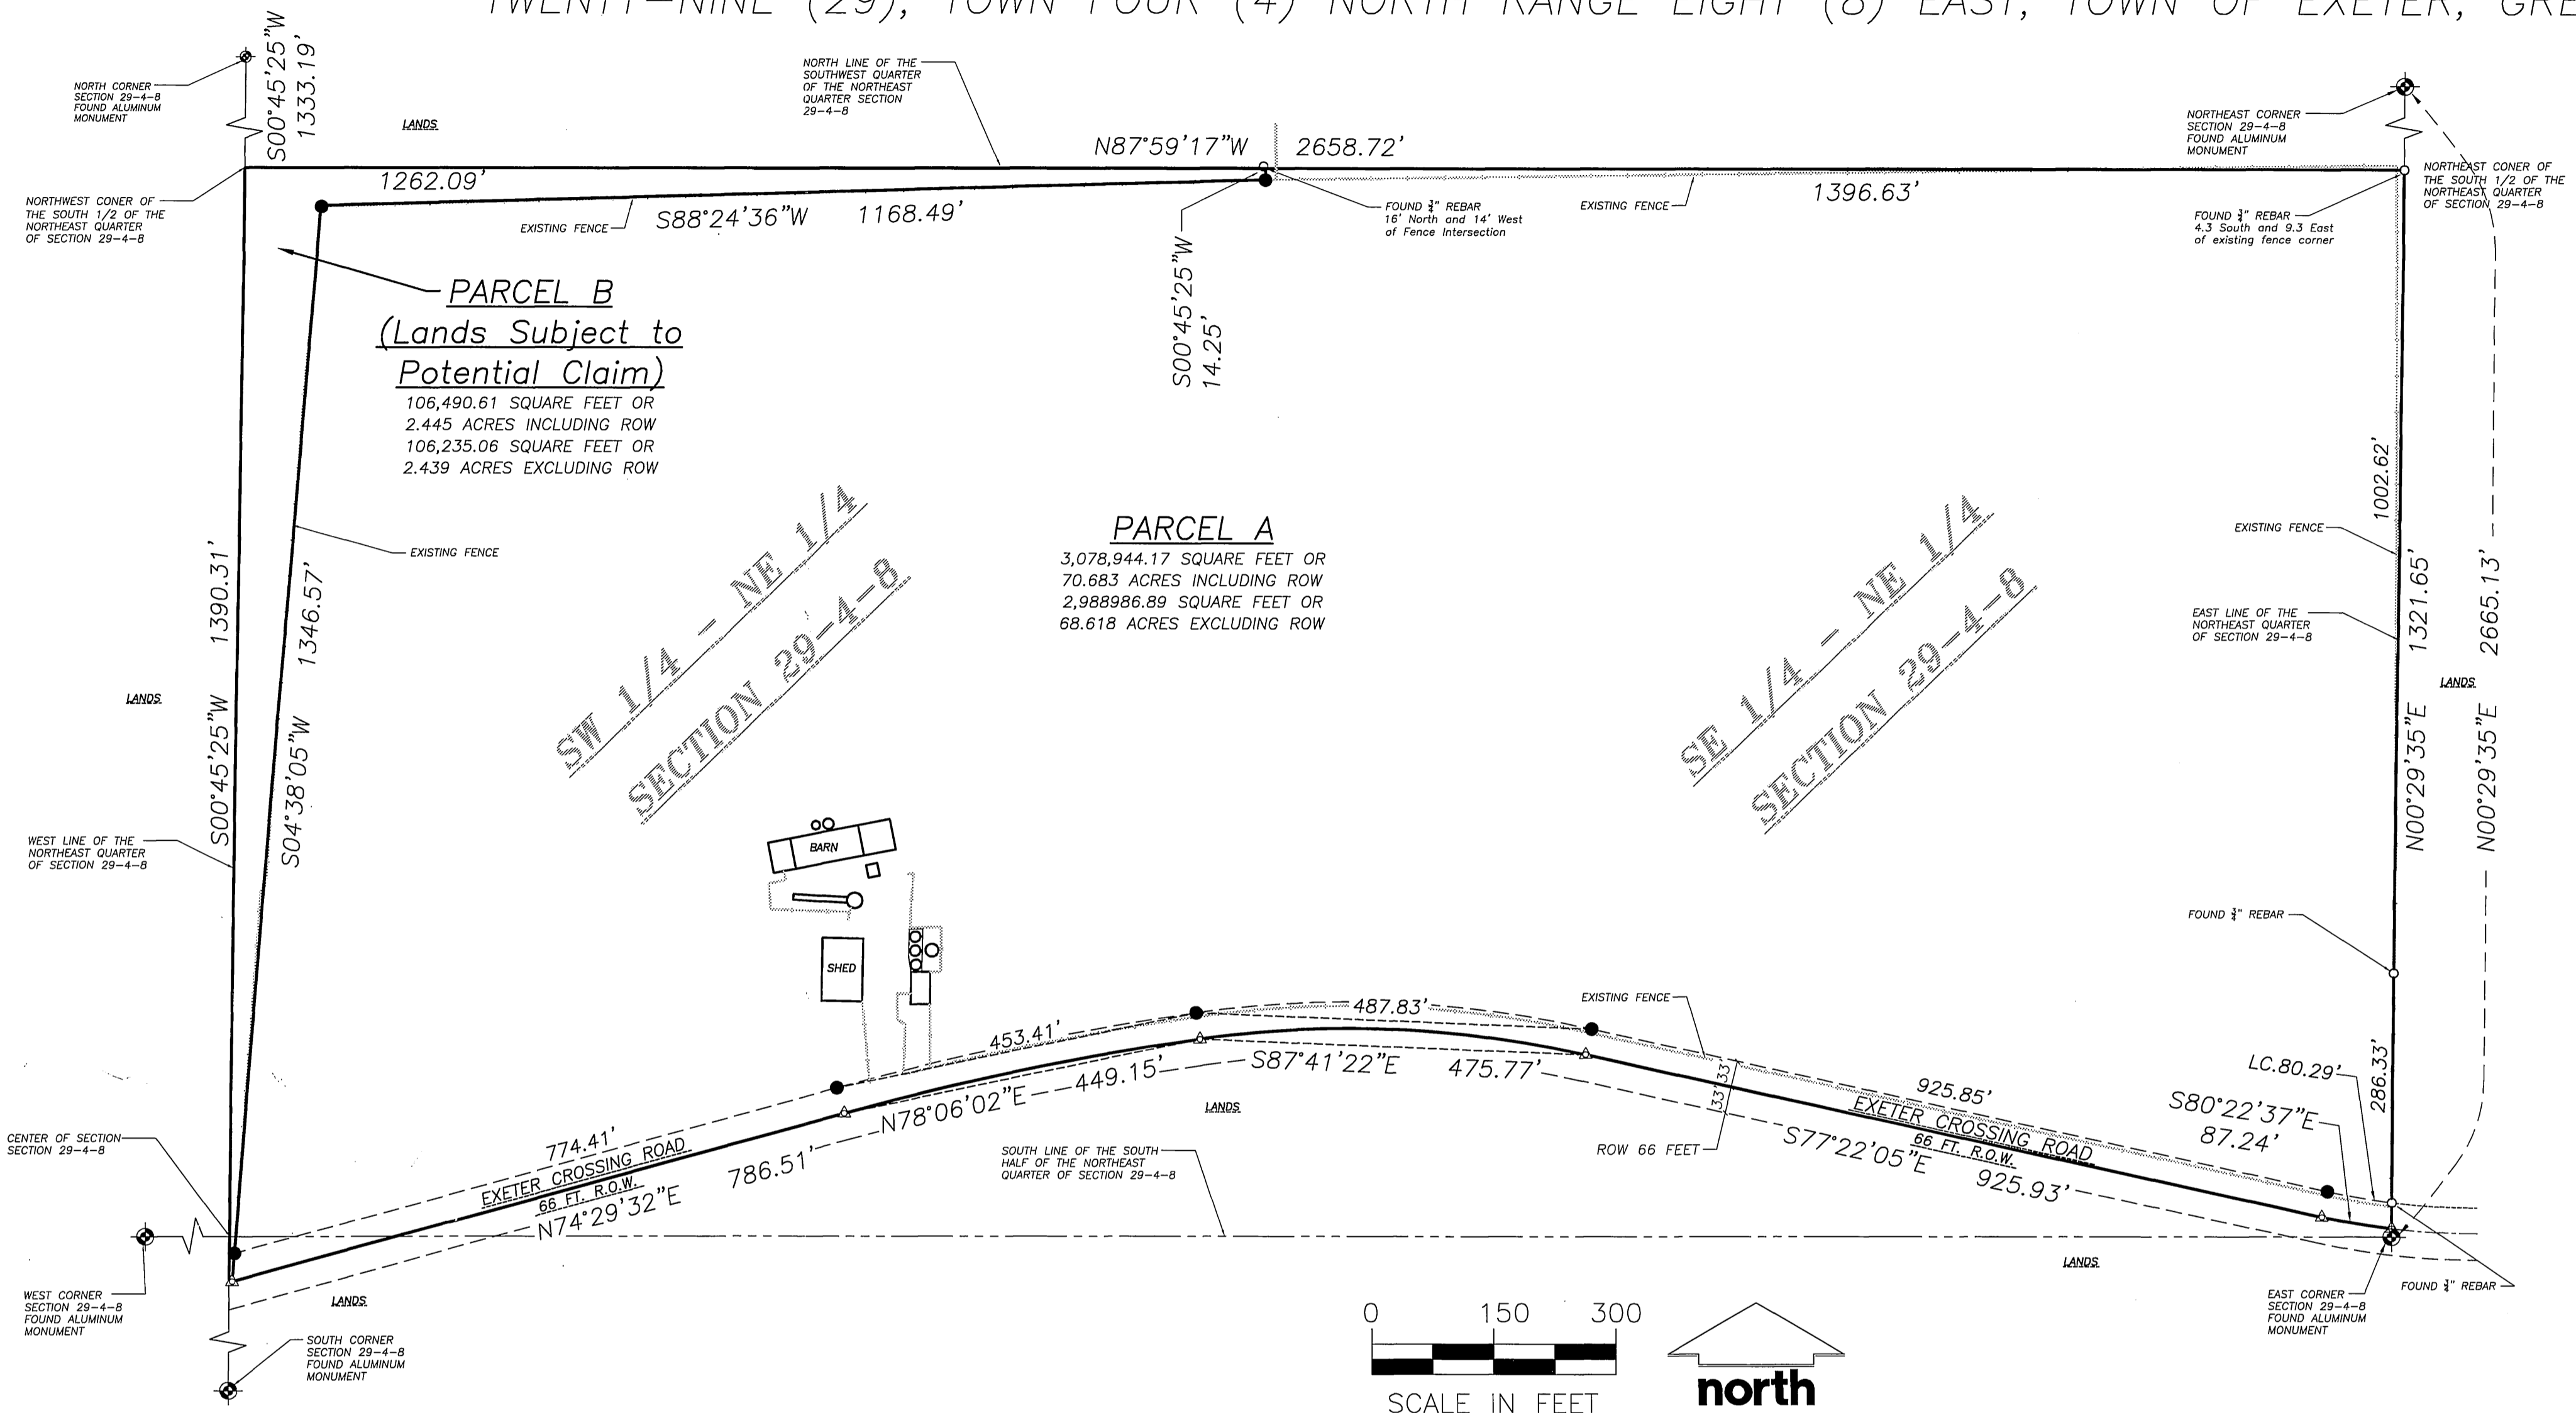 TWENTY-NINE (29), TOWN FOUR (4) NORTH RANGE EIGHT (8) EAST, TOWN OF EXETER, GRE
NORTH CORNER
SECTION 29-4-8
FOUND ALUMINUM
MONUMENT
S00°45'25"W
1333.19'
LANDS
NORTH LINE OF THE
SOUTHWEST QUARTER
OF THE NORTHEAST
QUARTER SECTION
29-4-8
N87°59'17"W 2658.72'
NORTHEAST CORNER
SECTION 29-4-8
FOUND ALUMINUM
MONUMENT
NORTHEAST CONER OF
THE SOUTH 1/2 OF THE
NORTHEAST QUARTER
OF SECTION 29-4-8
NORTHWEST CONER OF
THE SOUTH 1/2 OF THE
NORTHEAST QUARTER
OF SECTION 29-4-8
1262.09'
EXISTING FENCE
S88°24'36"W 1168.49'
S00°45'25"W
14.25'
FOUND ¾" REBAR
16' North and 14' West
of Fence Intersection
EXISTING FENCE
1396.63'
FOUND ¾" REBAR
4.3 South and 9.3 East
of existing fence corner
PARCEL B
(Lands Subject to
Potential Claim)
106,490.61 SQUARE FEET OR
2.445 ACRES INCLUDING ROW
106,235.06 SQUARE FEET OR
2.439 ACRES EXCLUDING ROW
EXISTING FENCE
S00°45'25"W 1390.31'
S04°38'05"W 1346.57'
LANDS
WEST LINE OF THE
NORTHEAST QUARTER
OF SECTION 29-4-8
SW 1/4 - NE 1/4
SECTION 29-4-8
PARCEL A
3,078,944.17 SQUARE FEET OR
70.683 ACRES INCLUDING ROW
2,988986.89 SQUARE FEET OR
68.618 ACRES EXCLUDING ROW
SE 1/4 - NE 1/4
SECTION 29-4-8
1002.62'
EXISTING FENCE
EAST LINE OF THE
NORTHEAST QUARTER
OF SECTION 29-4-8
N00°29'35"E 1321.65'
N00°29'35"E 2665.13'
LANDS
FOUND ¾" REBAR
BARN
SHED
453.41'
487.83'
EXISTING FENCE
N78°06'02"E 449.15'
S87°41'22"E 475.77'
LANDS
33' 33'
ROW 66 FEET
925.85'
EXETER CROSSING ROAD
66 FT. R.O.W.
S77°22'05"E 925.93'
LC.80.29'
286.33'
S80°22'37"E
87.24'
CENTER OF SECTION
SECTION 29-4-8
774.41'
EXETER CROSSING ROAD
66 FT. R.O.W.
N74°29'32"E 786.51'
SOUTH LINE OF THE SOUTH
HALF OF THE NORTHEAST
QUARTER OF SECTION 29-4-8
LANDS
WEST CORNER
SECTION 29-4-8
FOUND ALUMINUM
MONUMENT
LANDS
SOUTH CORNER
SECTION 29-4-8
FOUND ALUMINUM
MONUMENT
EAST CORNER
SECTION 29-4-8
FOUND ALUMINUM
MONUMENT
FOUND ¾" REBAR
0 150 300
SCALE IN FEET
north